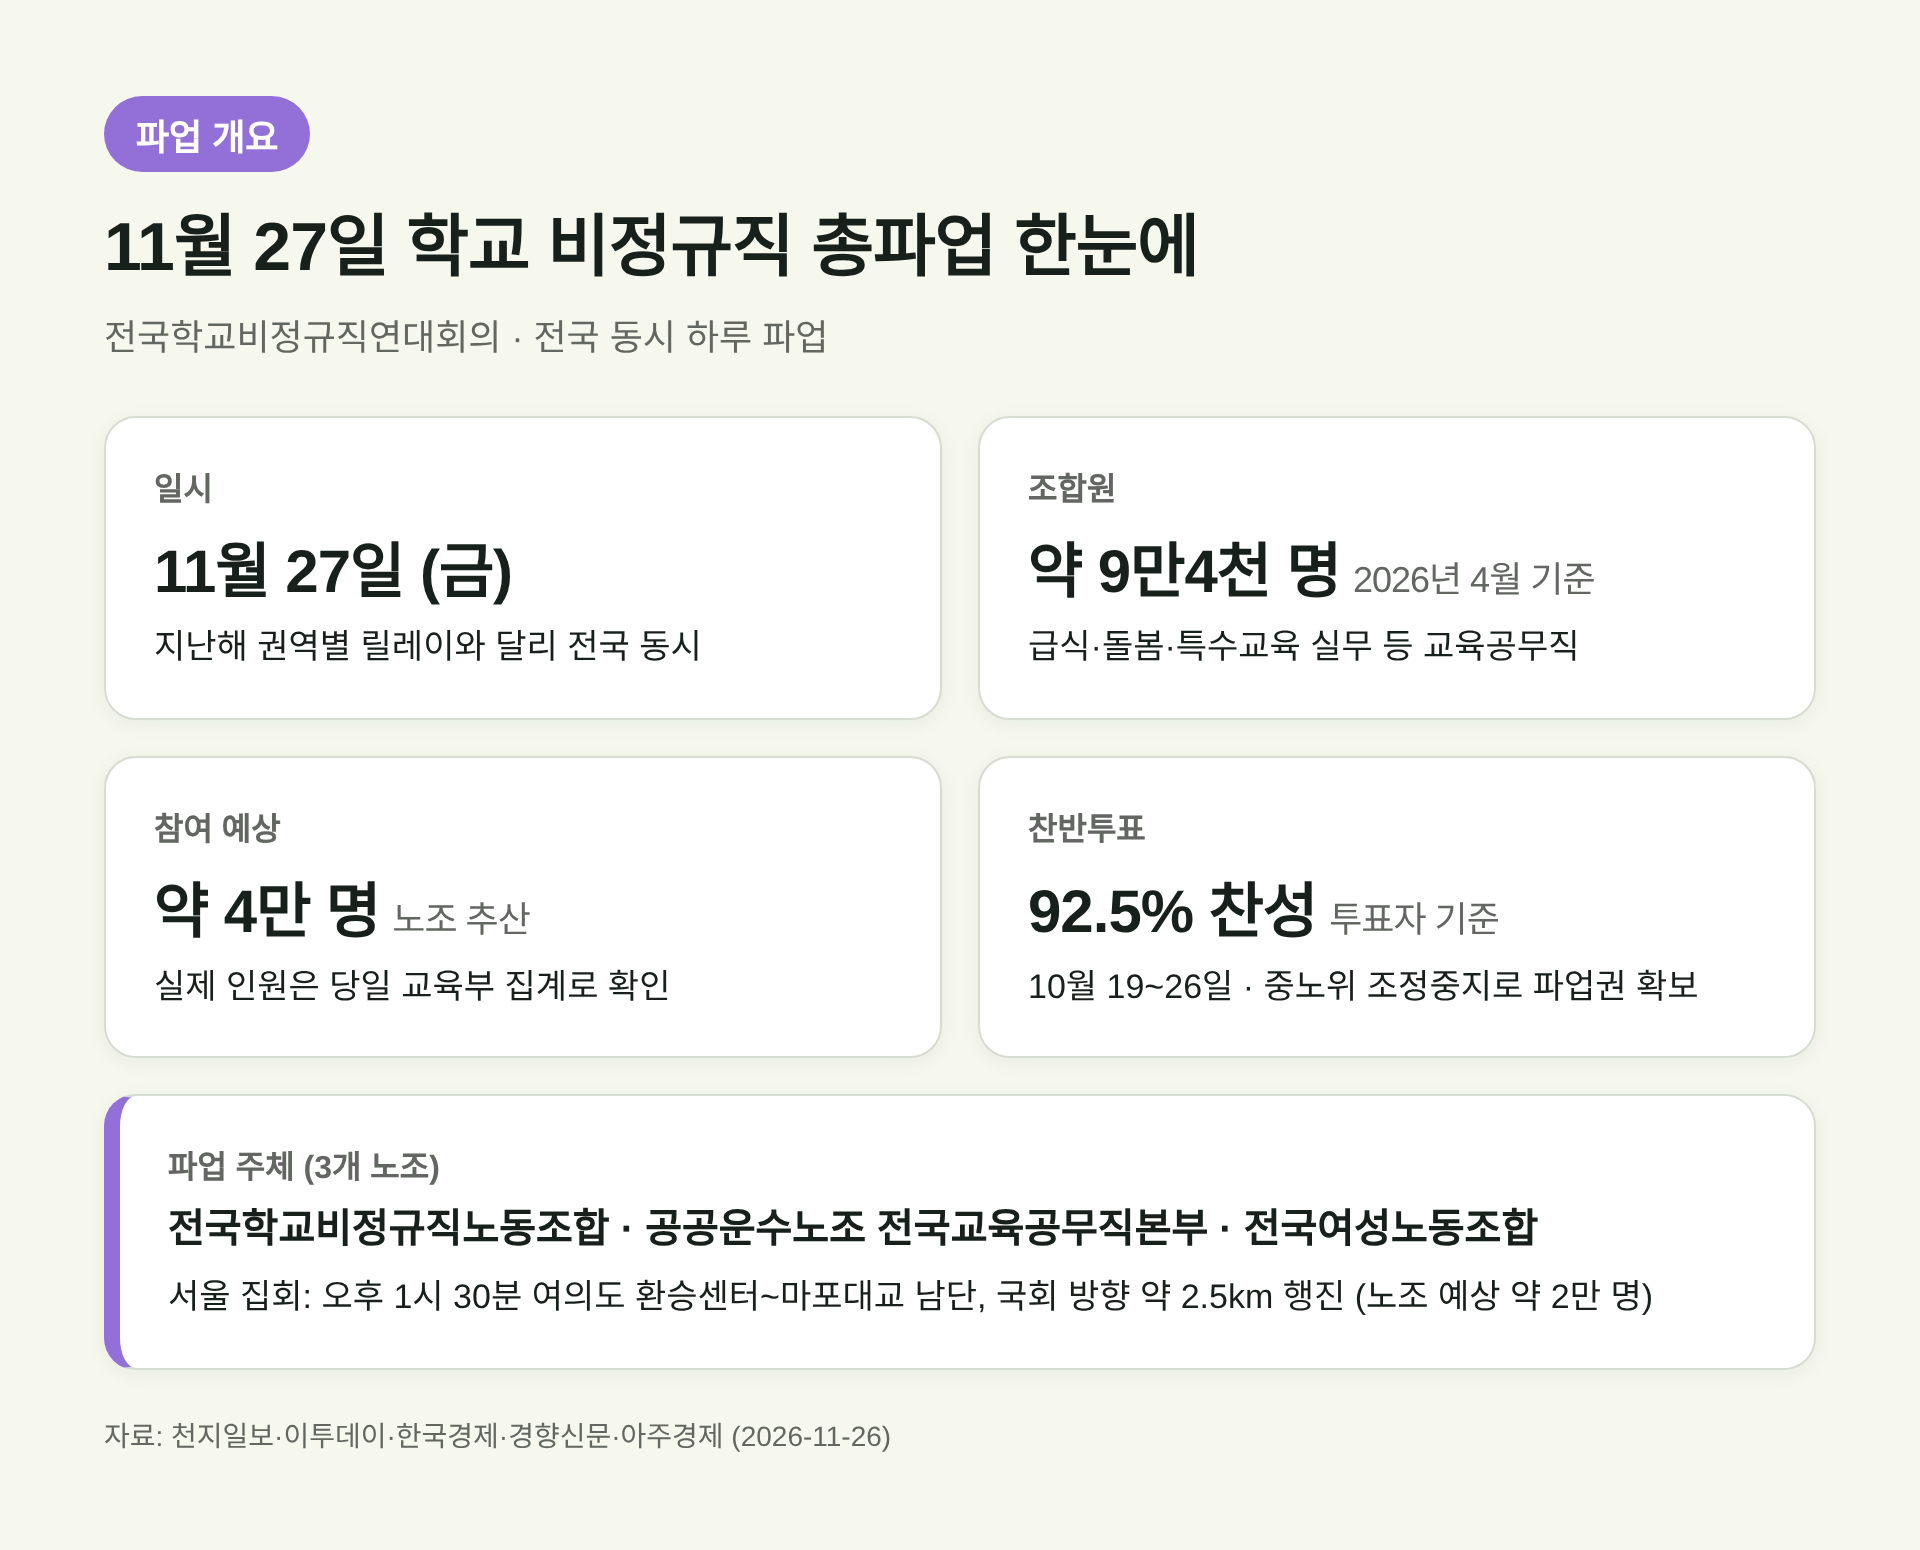 파업 개요
11월 27일 학교 비정규직 총파업 한눈에
전국학교비정규직연대회의 · 전국 동시 하루 파업
일시
11월 27일 (금)
지난해 권역별 릴레이와 달리 전국 동시
조합원
약 9만4천 명 2026년 4월 기준
급식·돌봄·특수교육 실무 등 교육공무직
참여 예상
약 4만 명 노조 추산
실제 인원은 당일 교육부 집계로 확인
찬반투표
92.5% 찬성 투표자 기준
10월 19~26일 · 중노위 조정중지로 파업권 확보
파업 주체 (3개 노조)
전국학교비정규직노동조합 · 공공운수노조 전국교육공무직본부 · 전국여성노동조합
서울 집회: 오후 1시 30분 여의도 환승센터~마포대교 남단, 국회 방향 약 2.5km 행진 (노조 예상 약 2만 명)
자료: 천지일보·이투데이·한국경제·경향신문·아주경제 (2026-11-26)